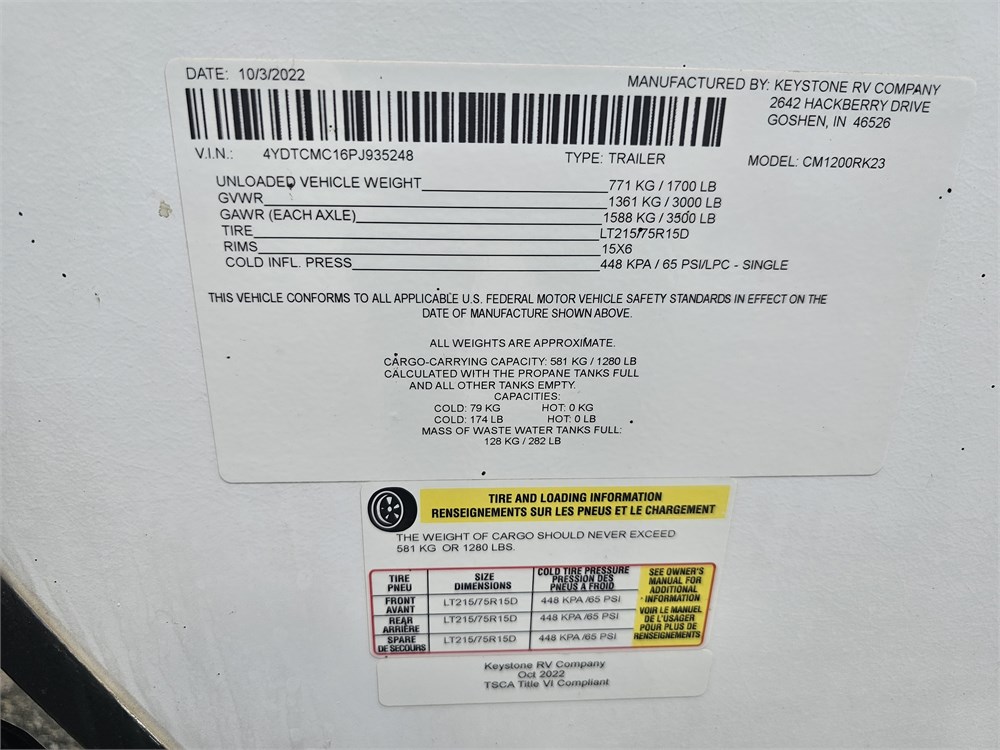 DATE: 10/3/2022
MANUFACTURED BY: KEYSTONE RV COMPANY
2642 HACKBERRY DRIVE
GOSHEN, IN 46526
V.I.N.: 4YDTCMC16PJ935248 TYPE: TRAILER MODEL: CM1200RK23
UNLOADED VEHICLE WEIGHT 771 KG / 1700 LB
GVWR 1361 KG / 3000 LB
GAWR (EACH AXLE) 1588 KG / 3500 LB
TIRE LT215/75R15D
RIMS 15X6
COLD INFL. PRESS 448 KPA / 65 PSI/LPC - SINGLE
THIS VEHICLE CONFORMS TO ALL APPLICABLE U.S. FEDERAL MOTOR VEHICLE SAFETY STANDARDS IN EFFECT ON THE
DATE OF MANUFACTURE SHOWN ABOVE.
ALL WEIGHTS ARE APPROXIMATE.
CARGO-CARRYING CAPACITY: 581 KG / 1280 LB
CALCULATED WITH THE PROPANE TANKS FULL
AND ALL OTHER TANKS EMPTY.
CAPACITIES:
COLD: 79 KG HOT: 0 KG
COLD: 174 LB HOT: 0 LB
MASS OF WASTE WATER TANKS FULL:
128 KG / 282 LB
TIRE AND LOADING INFORMATION
RENSEIGNEMENTS SUR LES PNEUS ET LE CHARGEMENT
THE WEIGHT OF CARGO SHOULD NEVER EXCEED
581 KG OR 1280 LBS.
TIRE
PNEU
SIZE
DIMENSIONS
COLD TIRE PRESSURE
PRESSION DES
PNEUS A FROID
FRONT
AVANT
LT215/75R15D
448 KPA /65 PSI
REAR
ARRIÈRE
LT215/75R15D
448 KPA /65 PSI
SPARE
DE SECOURS
LT215/75R15D
448 KPA /65 PSI
SEE OWNER'S
MANUAL FOR
ADDITIONAL
INFORMATION
VOIR LE MANUEL
DE L'USAGER
POUR PLUS DE
RENSEIGNEMENTS
Keystone RV Company
Oct 2022
TSCA Title VI Compliant